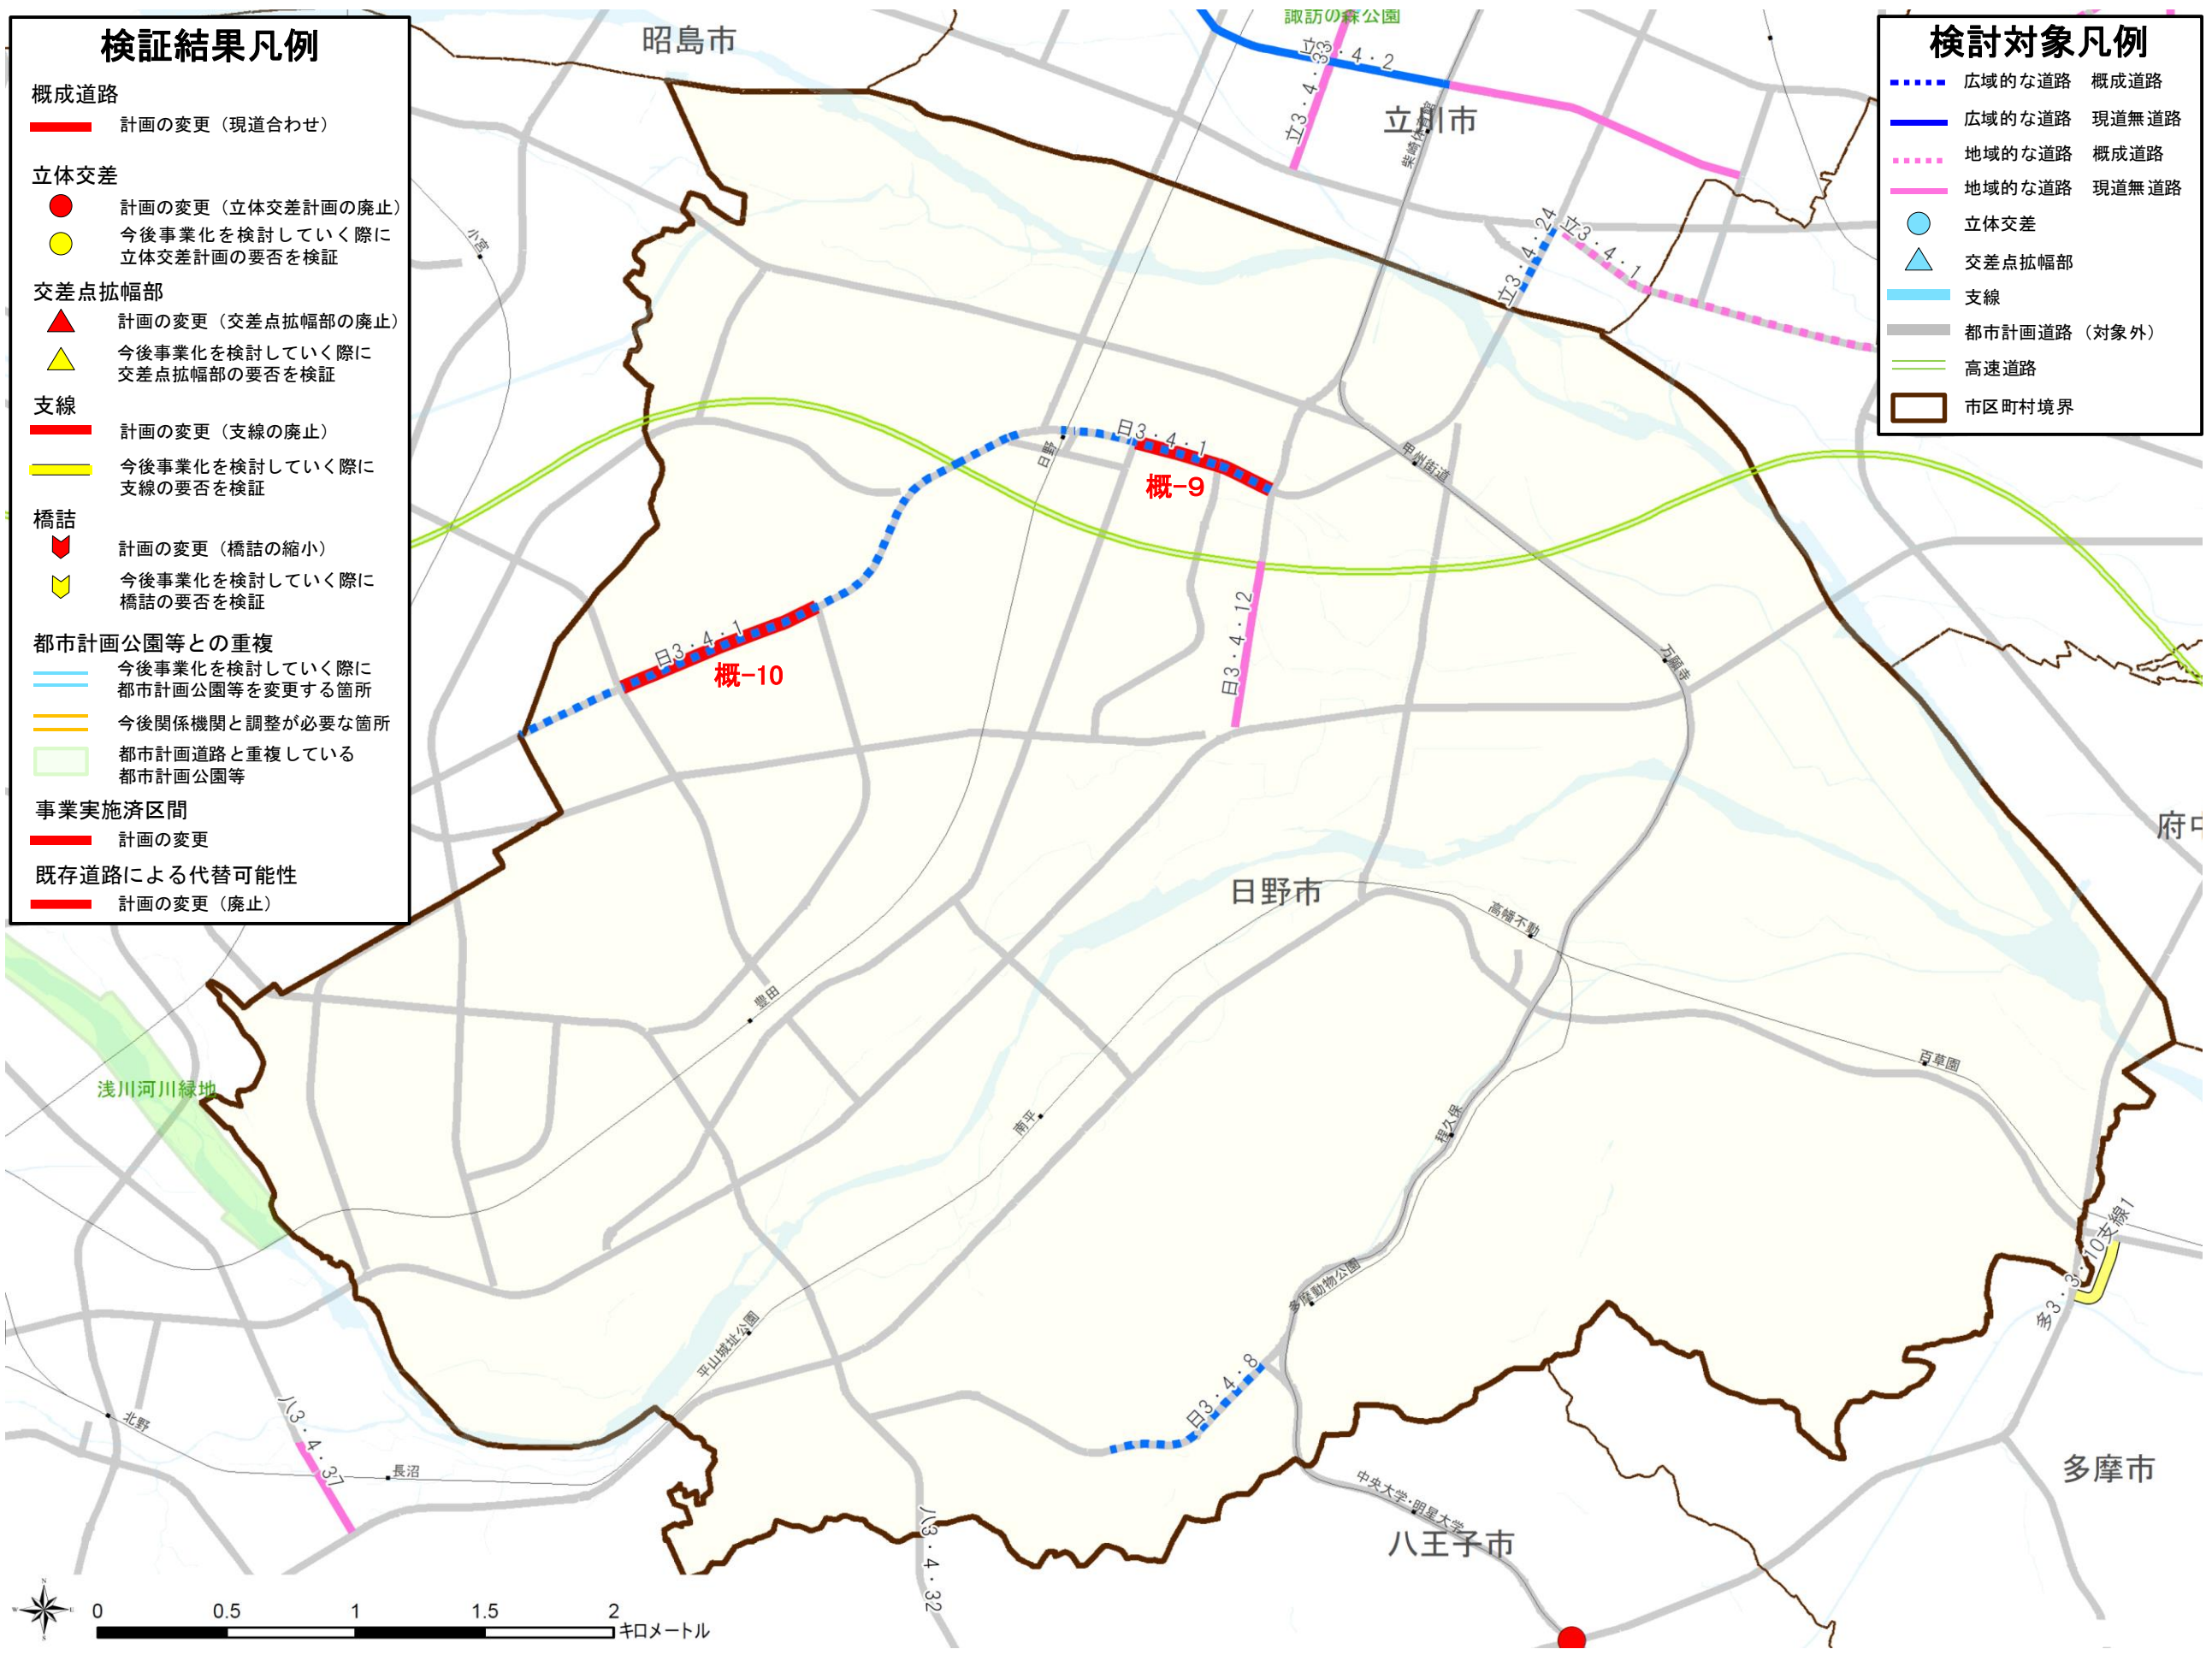 検証結果凡例
概成道路
計画の変更（現道合わせ）
立体交差
計画の変更（立体交差計画の廃止）
今後事業化を検討していく際に
立体交差計画の要否を検証
交差点拡幅部
計画の変更（交差点拡幅部の廃止）
今後事業化を検討していく際に
交差点拡幅部の要否を検証
支線
計画の変更（支線の廃止）
今後事業化を検討していく際に
支線の要否を検証
橋詰
計画の変更（橋詰の縮小）
今後事業化を検討していく際に
橋詰の要否を検証
都市計画公園等との重複
今後事業化を検討していく際に
都市計画公園等を変更する箇所
今後関係機関と調整が必要な箇所
都市計画道路と重複している
都市計画公園等
事業実施済区間
計画の変更
既存道路による代替可能性
計画の変更（廃止）
検討対象凡例
広域的な道路　概成道路
広域的な道路　現道無道路
地域的な道路　概成道路
地域的な道路　現道無道路
立体交差
交差点拡幅部
支線
都市計画道路（対象外）
高速道路
市区町村境界
昭島市
諏訪の森公園
立3・4・33
4・2
立川市
柴崎体育館
立3・4・24
立3・4・1
小宮
日野
日3・4・1
概-9
甲州街道
日3・4・12
日3・4・1
概-10
万願寺
府中
日野市
高幡不動
豊田
百草園
浅川河川緑地
南平
程久保
多摩動物公園
多3・3・10支線1
平山城址公園
日3・4・8
北野
八3・4・37
長沼
中央大学・明星大学
多摩市
八王子市
八3・4・32
N
W
E
S
0
0.5
1
1.5
2
キロメートル